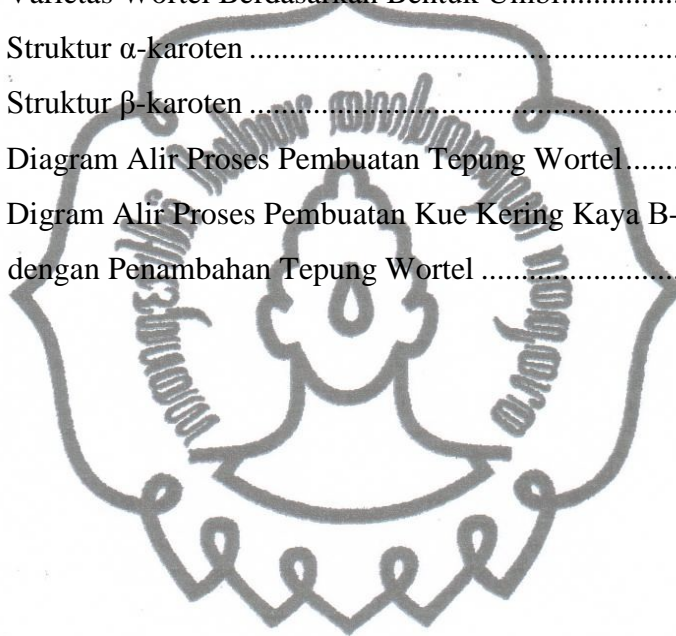 Varietas Wortel Berdasarkan Bentuk Umbi...................
Struktur α-karoten ......................................................
Struktur β-karoten ......................................................
Diagram Alir Proses Pembuatan Tepung Wortel.......
Digram Alir Proses Pembuatan Kue Kering Kaya B-
dengan Penambahan Tepung Wortel .........................